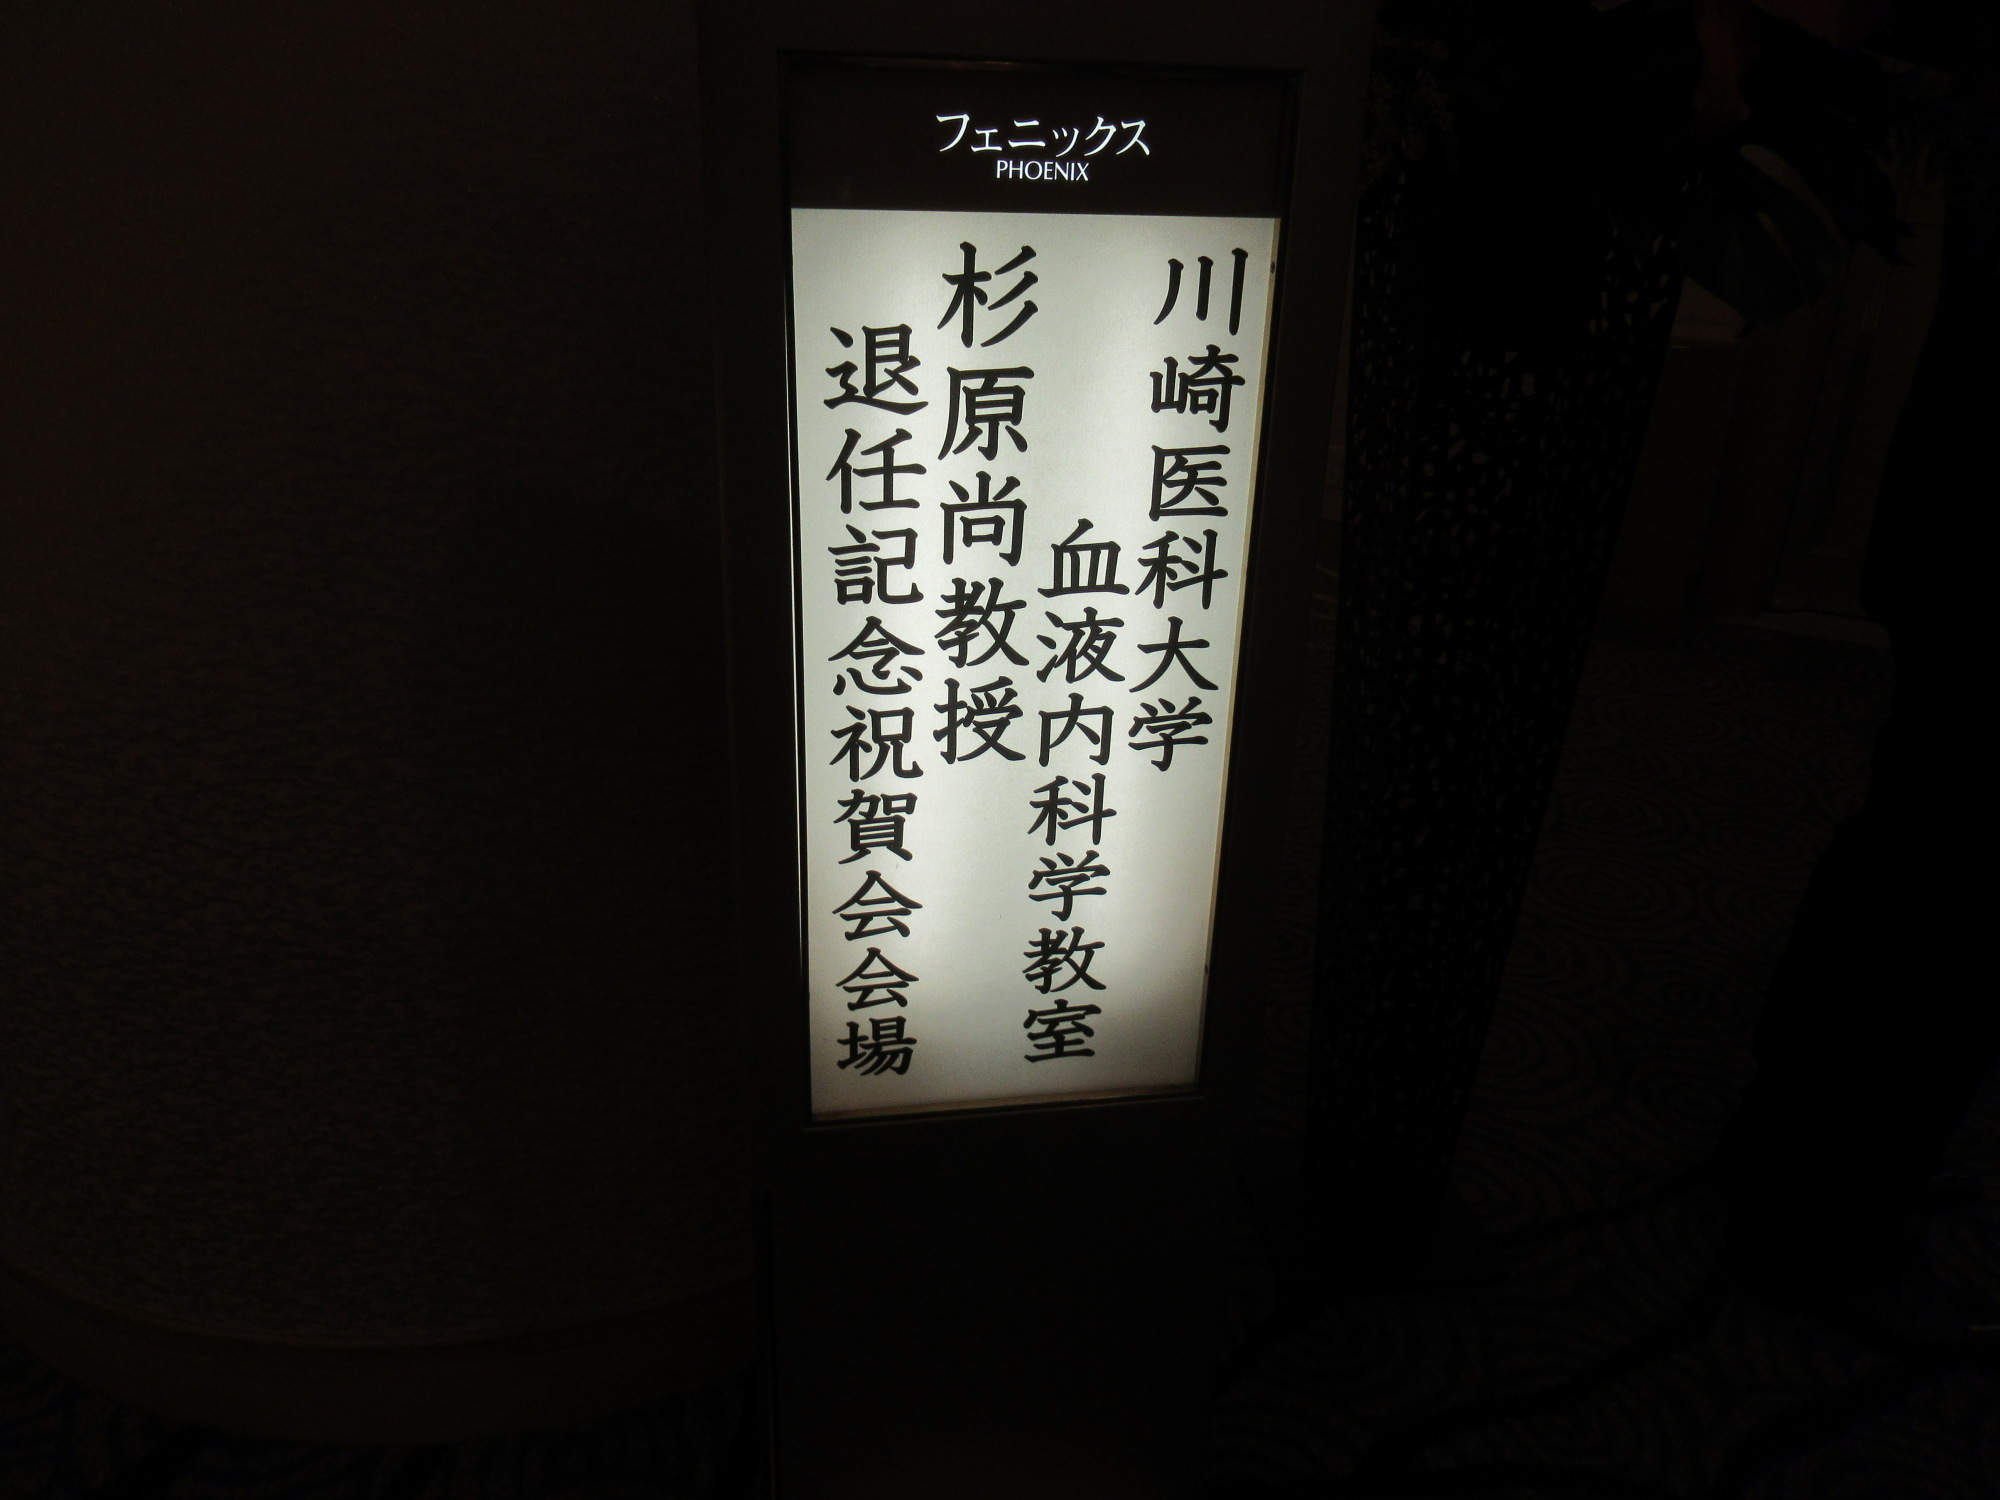 フェニックス
PHOENIX
川崎医科大学
血液内科学教室
杉原尚教授
退任記念祝賀会会場